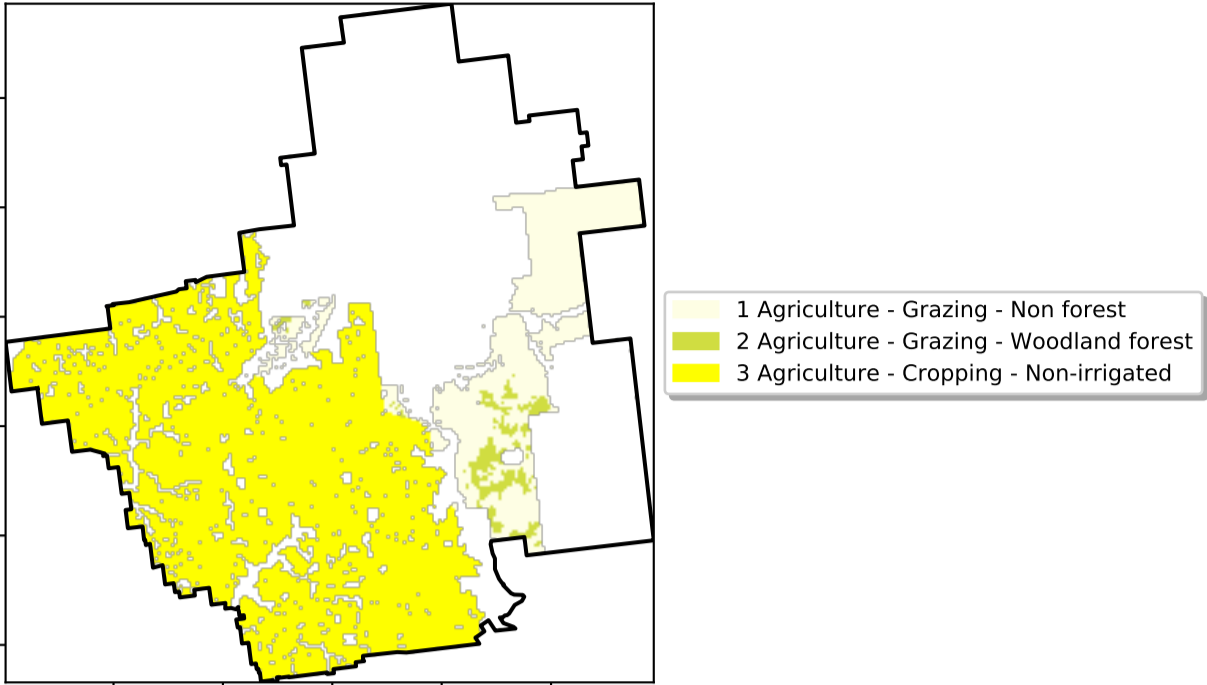 1 Agriculture - Grazing - Non forest
2 Agriculture - Grazing - Woodland forest
3 Agriculture - Cropping - Non-irrigated